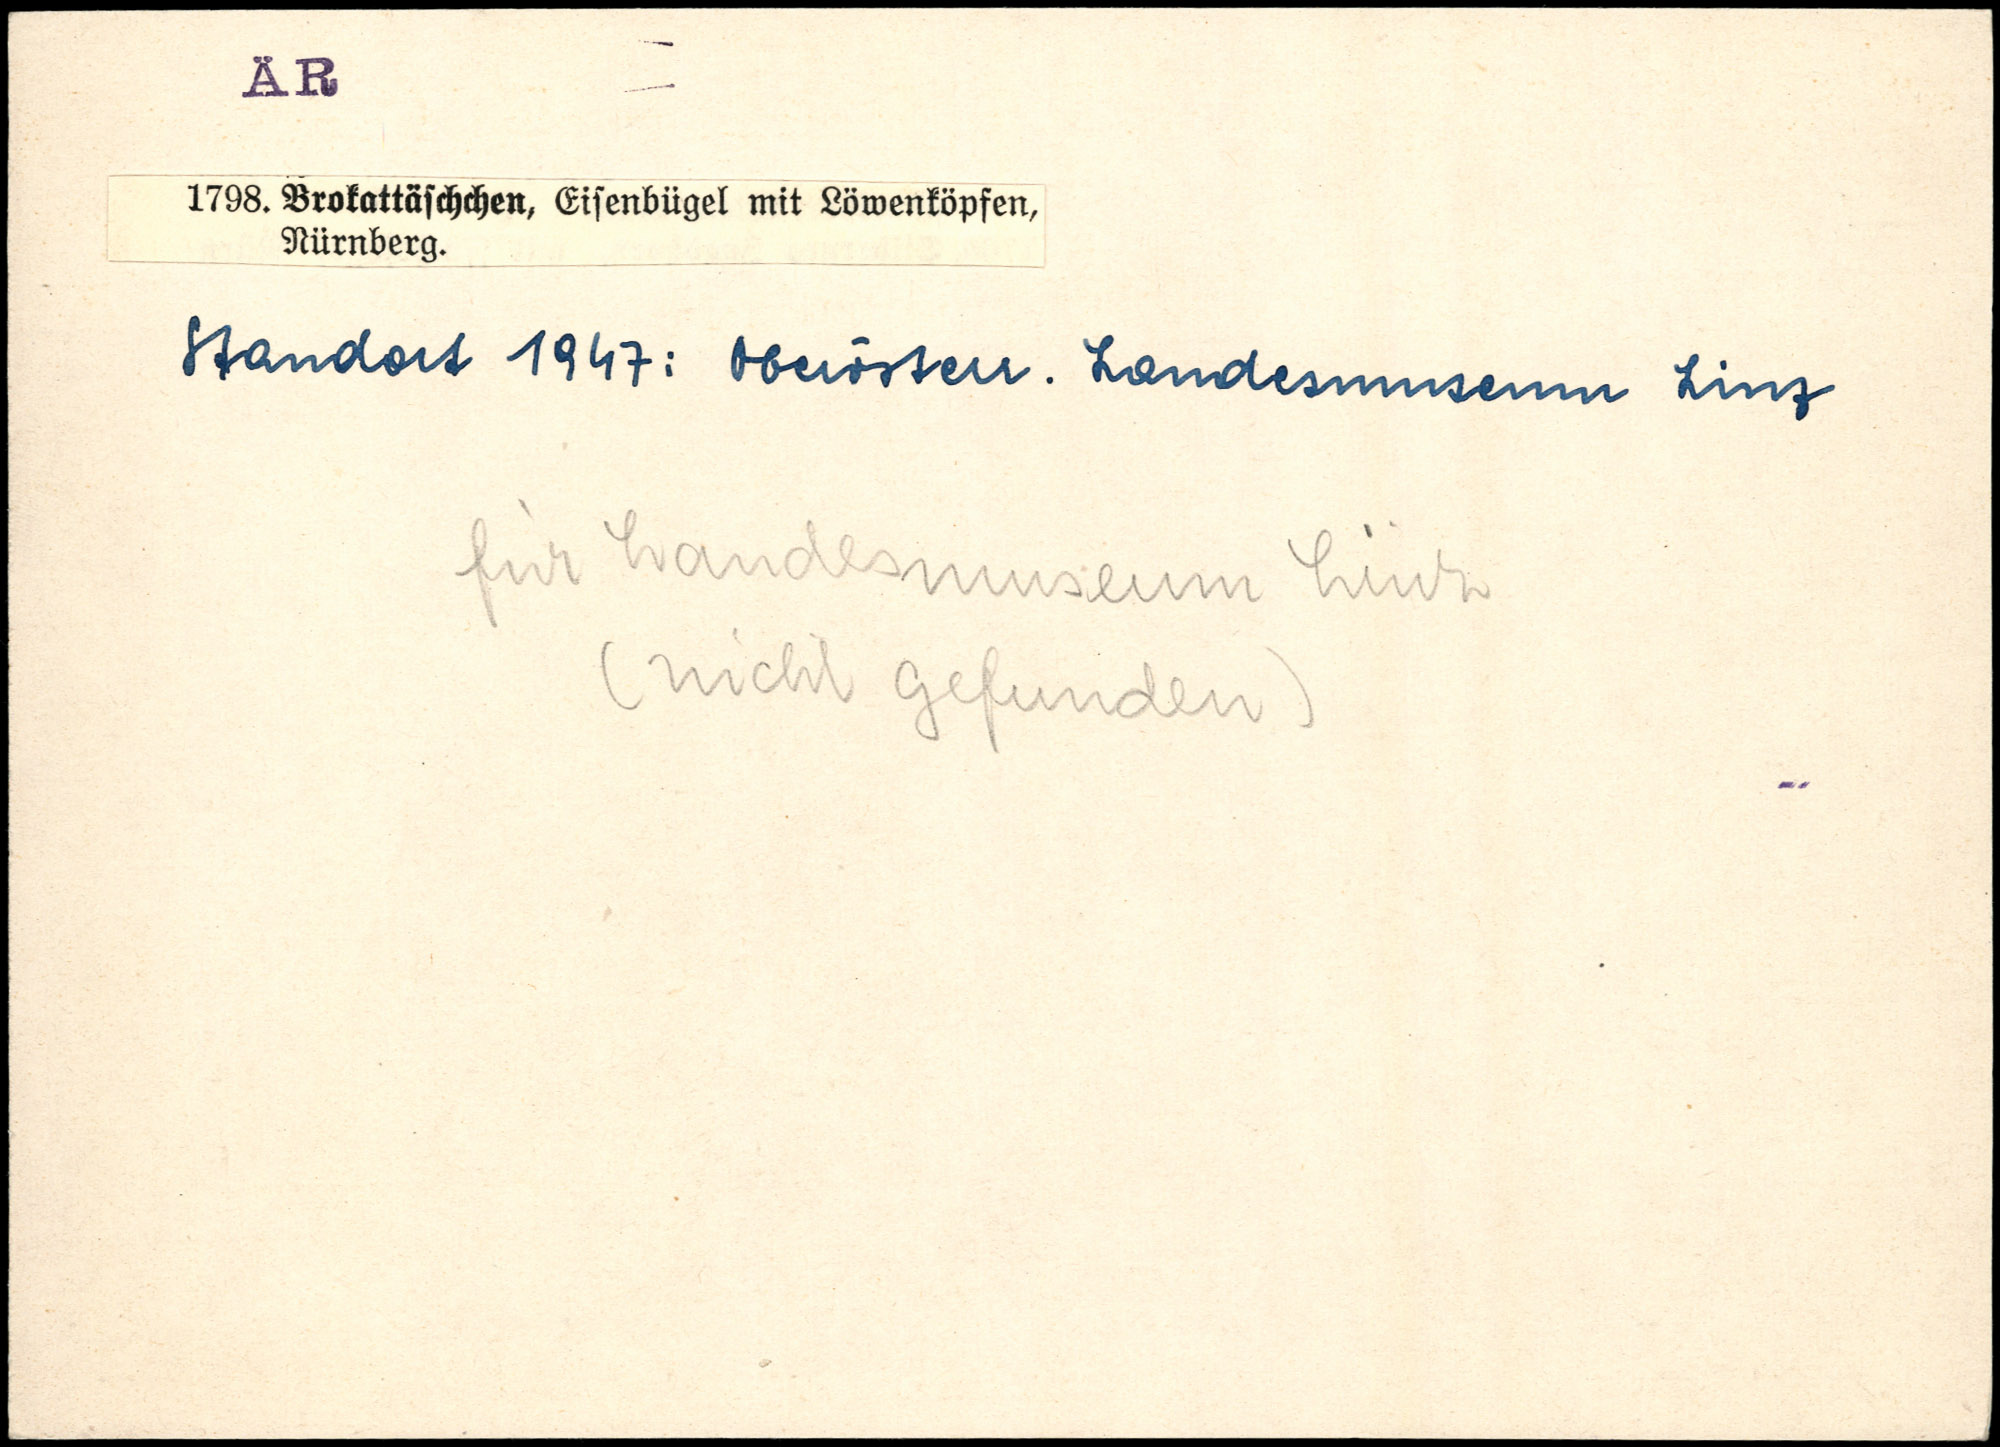 ÄR
1798. Brokattäschchen, Eisenbügel mit Löwenköpfen,
Nürnberg.
Standort 1947: Oberösterr. Landesmuseum Linz
für Landesmuseum Linz
(nicht gefunden)